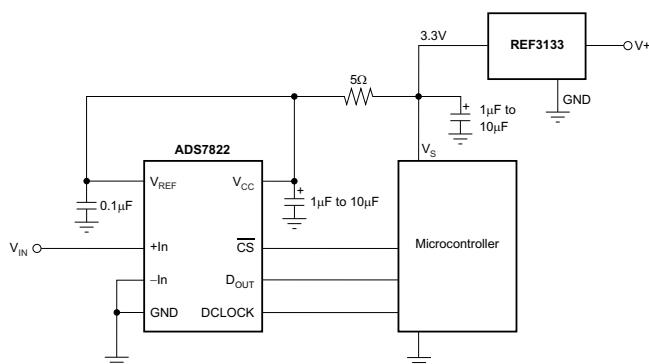 3.3V
REF3133
V+
5Ω
GND
1μF to
10μF
ADS7822
V_S
V_REF
V_CC
0.1μF
1μF to 10μF
V_IN
+In
C̅S̅
Microcontroller
–In
D_OUT
GND
DCLOCK